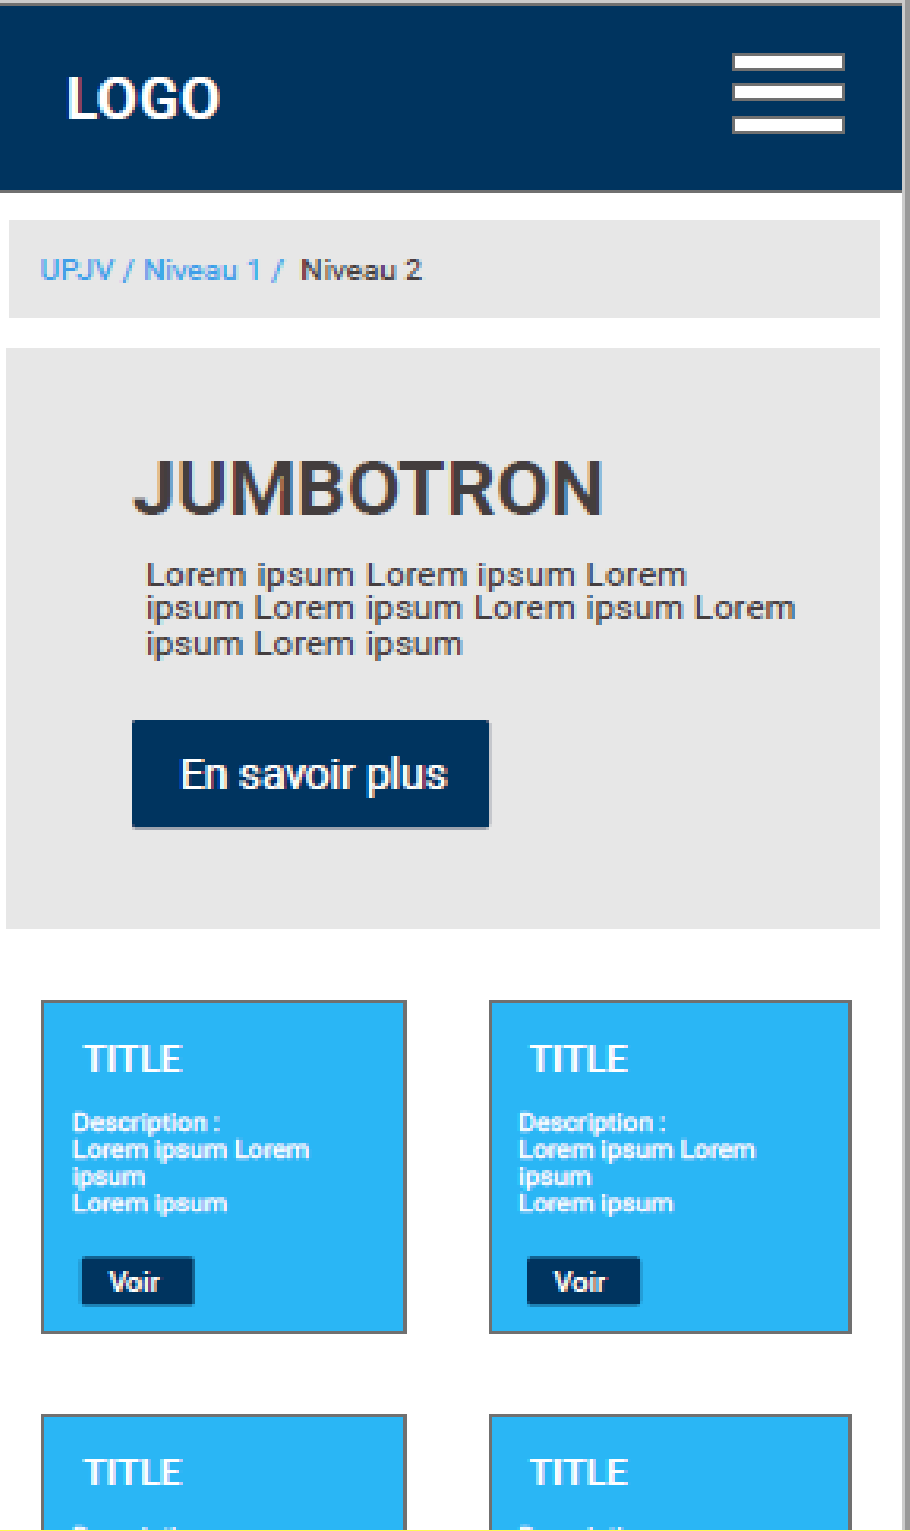 LOGO
UPJV / Niveau 1 / Niveau 2
JUMBOTRON
Lorem ipsum Lorem ipsum Lorem
ipsum Lorem ipsum Lorem ipsum Lorem
ipsum Lorem ipsum
En savoir plus
TITLE
Description :
Lorem ipsum Lorem
ipsum
Lorem ipsum
Voir
TITLE
Description :
Lorem ipsum Lorem
ipsum
Lorem ipsum
Voir
TITLE
TITLE